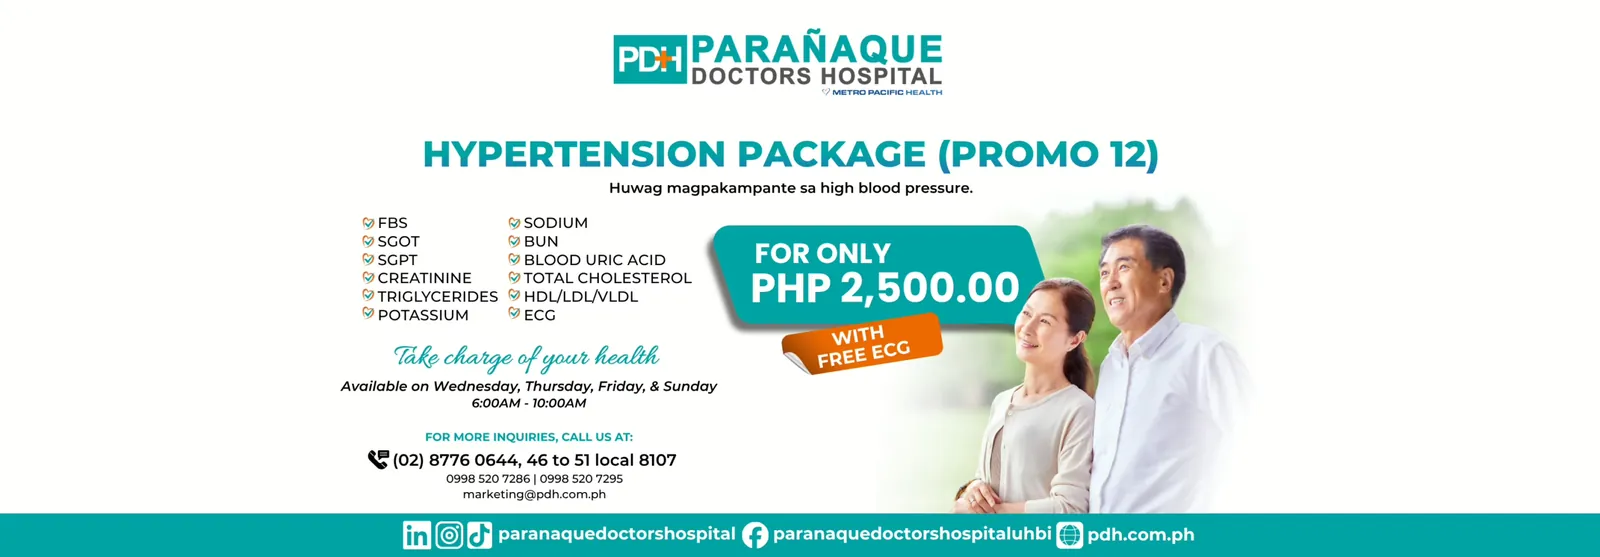 PDH PARAÑAQUE
DOCTORS HOSPITAL
METRO PACIFIC HEALTH
HYPERTENSION PACKAGE (PROMO 12)
Huwag magpakampante sa high blood pressure.
FBS
SGOT
SGPT
CREATININE
TRIGLYCERIDES
POTASSIUM
SODIUM
BUN
BLOOD URIC ACID
TOTAL CHOLESTEROL
HDL/LDL/VLDL
ECG
FOR ONLY
PHP 2,500.00
WITH
FREE ECG
Take charge of your health
Available on Wednesday, Thursday, Friday, & Sunday
6:00AM - 10:00AM
FOR MORE INQUIRIES, CALL US AT:
(02) 8776 0644, 46 to 51 local 8107
0998 520 7286 | 0998 520 7295
marketing@pdh.com.ph
paranaquedoctorshospital paranaquedoctorshospitaluhbi pdh.com.ph